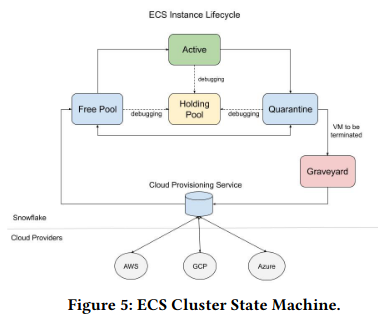 ECS Instance Lifecycle
Active
debugging
Free Pool
debugging
Holding
Pool
debugging
Quarantine
VM to be
terminated
Graveyard
Cloud Provisioning Service
Snowflake
Cloud Providers
AWS
GCP
Azure
Figure 5: ECS Cluster State Machine.